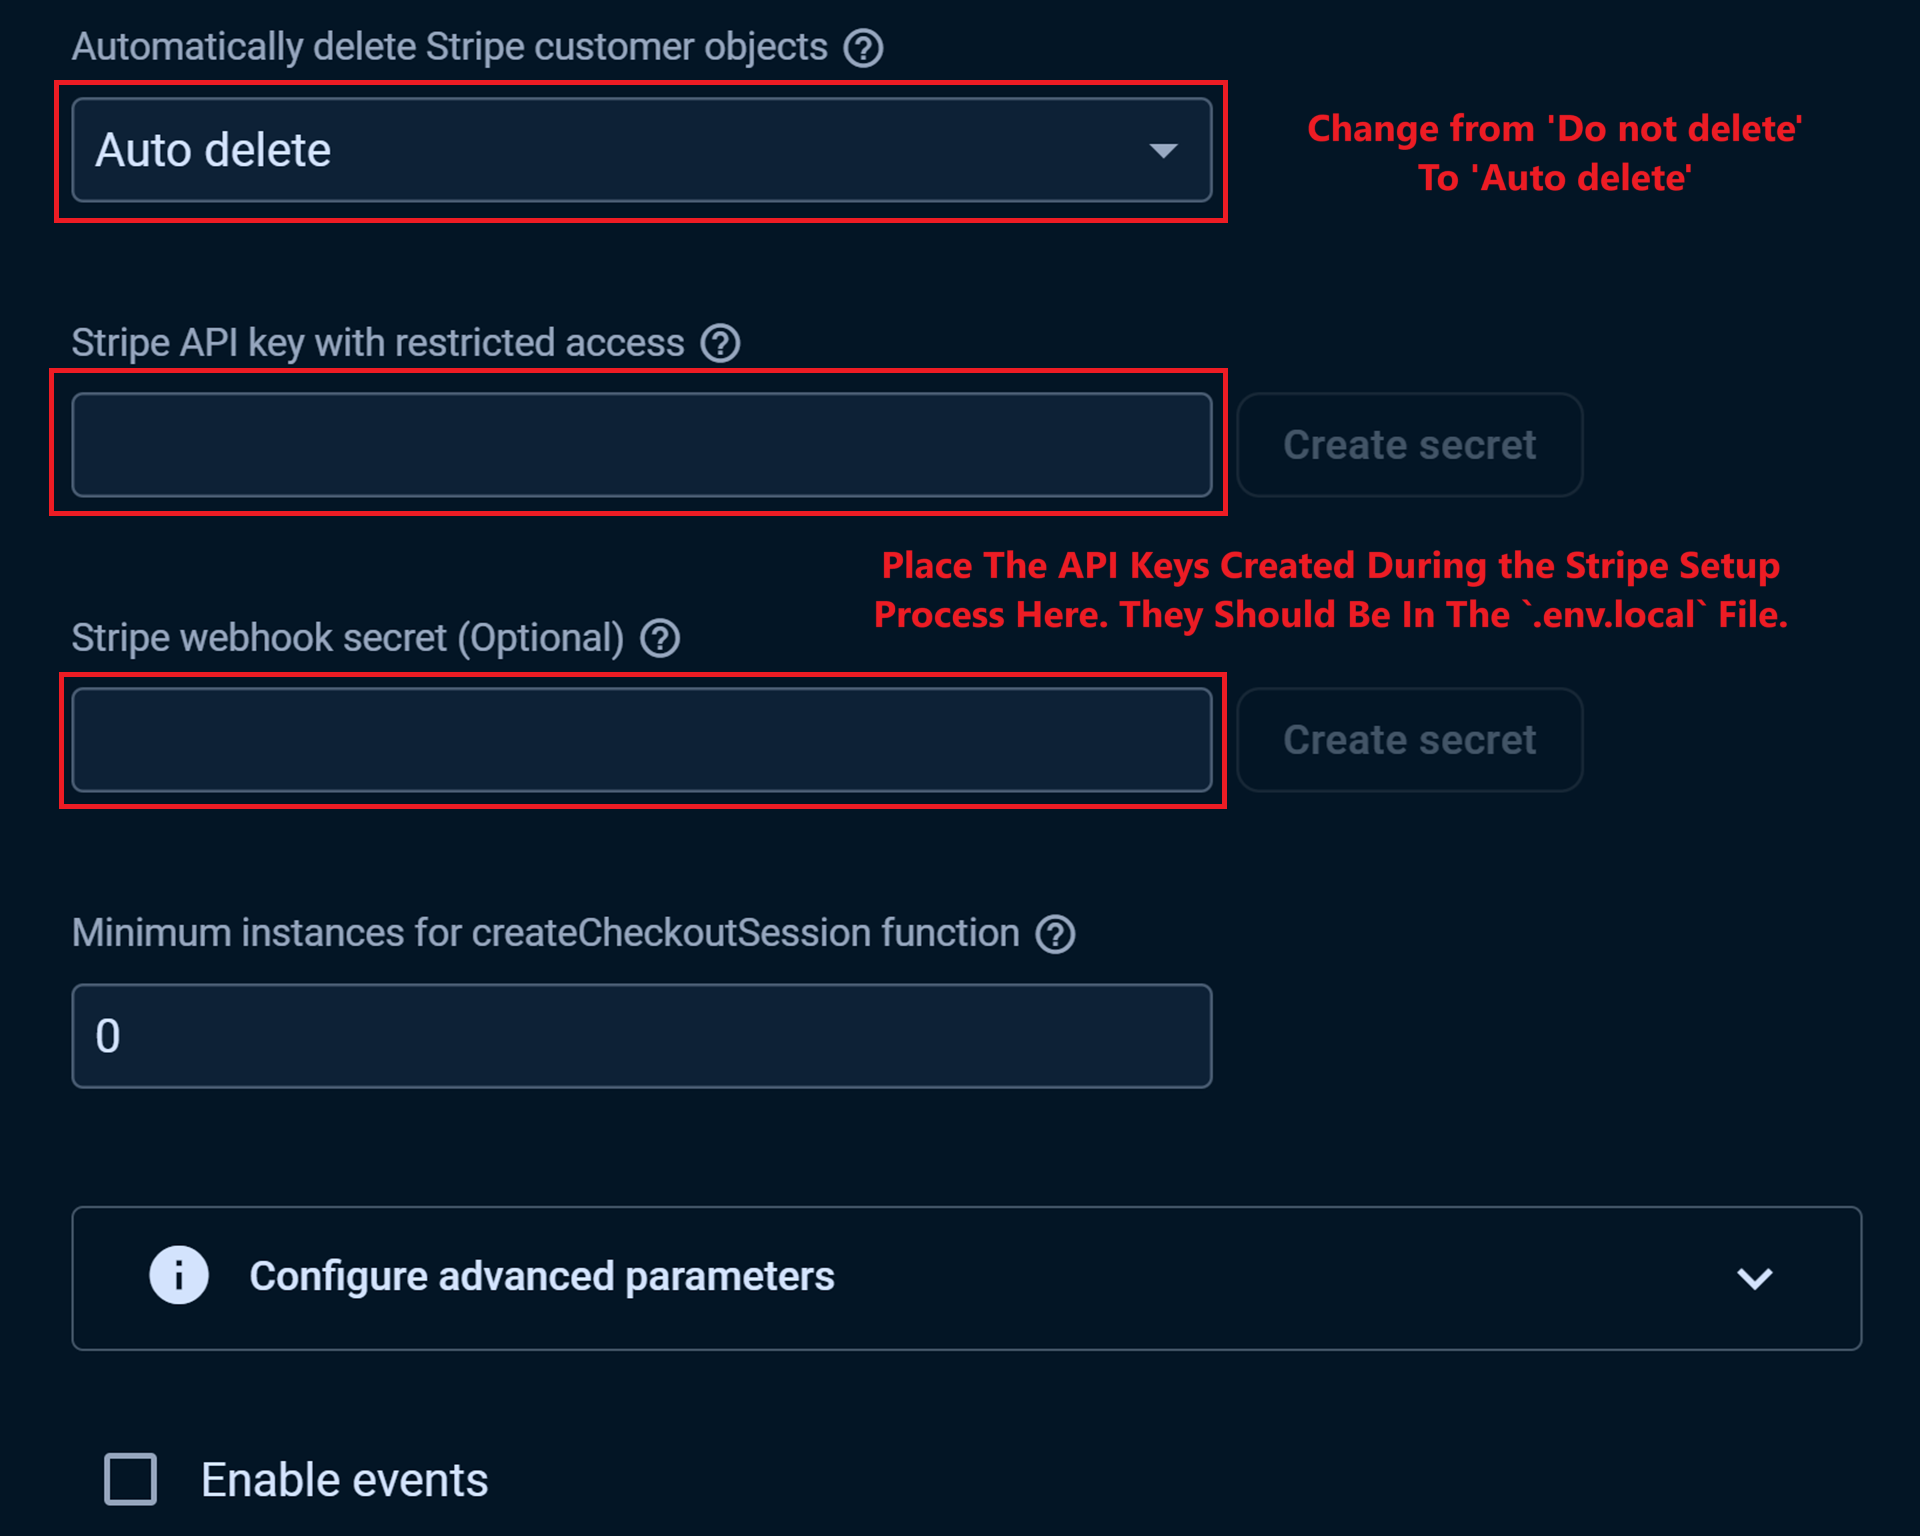 Automatically delete Stripe customer objects
Auto delete
Change from 'Do not delete'
To 'Auto delete'
Stripe API key with restricted access
Create secret
Place The API Keys Created During the Stripe Setup
Process Here. They Should Be In The `.env.local` File.
Stripe webhook secret (Optional)
Create secret
Minimum instances for createCheckoutSession function
0
Configure advanced parameters
Enable events